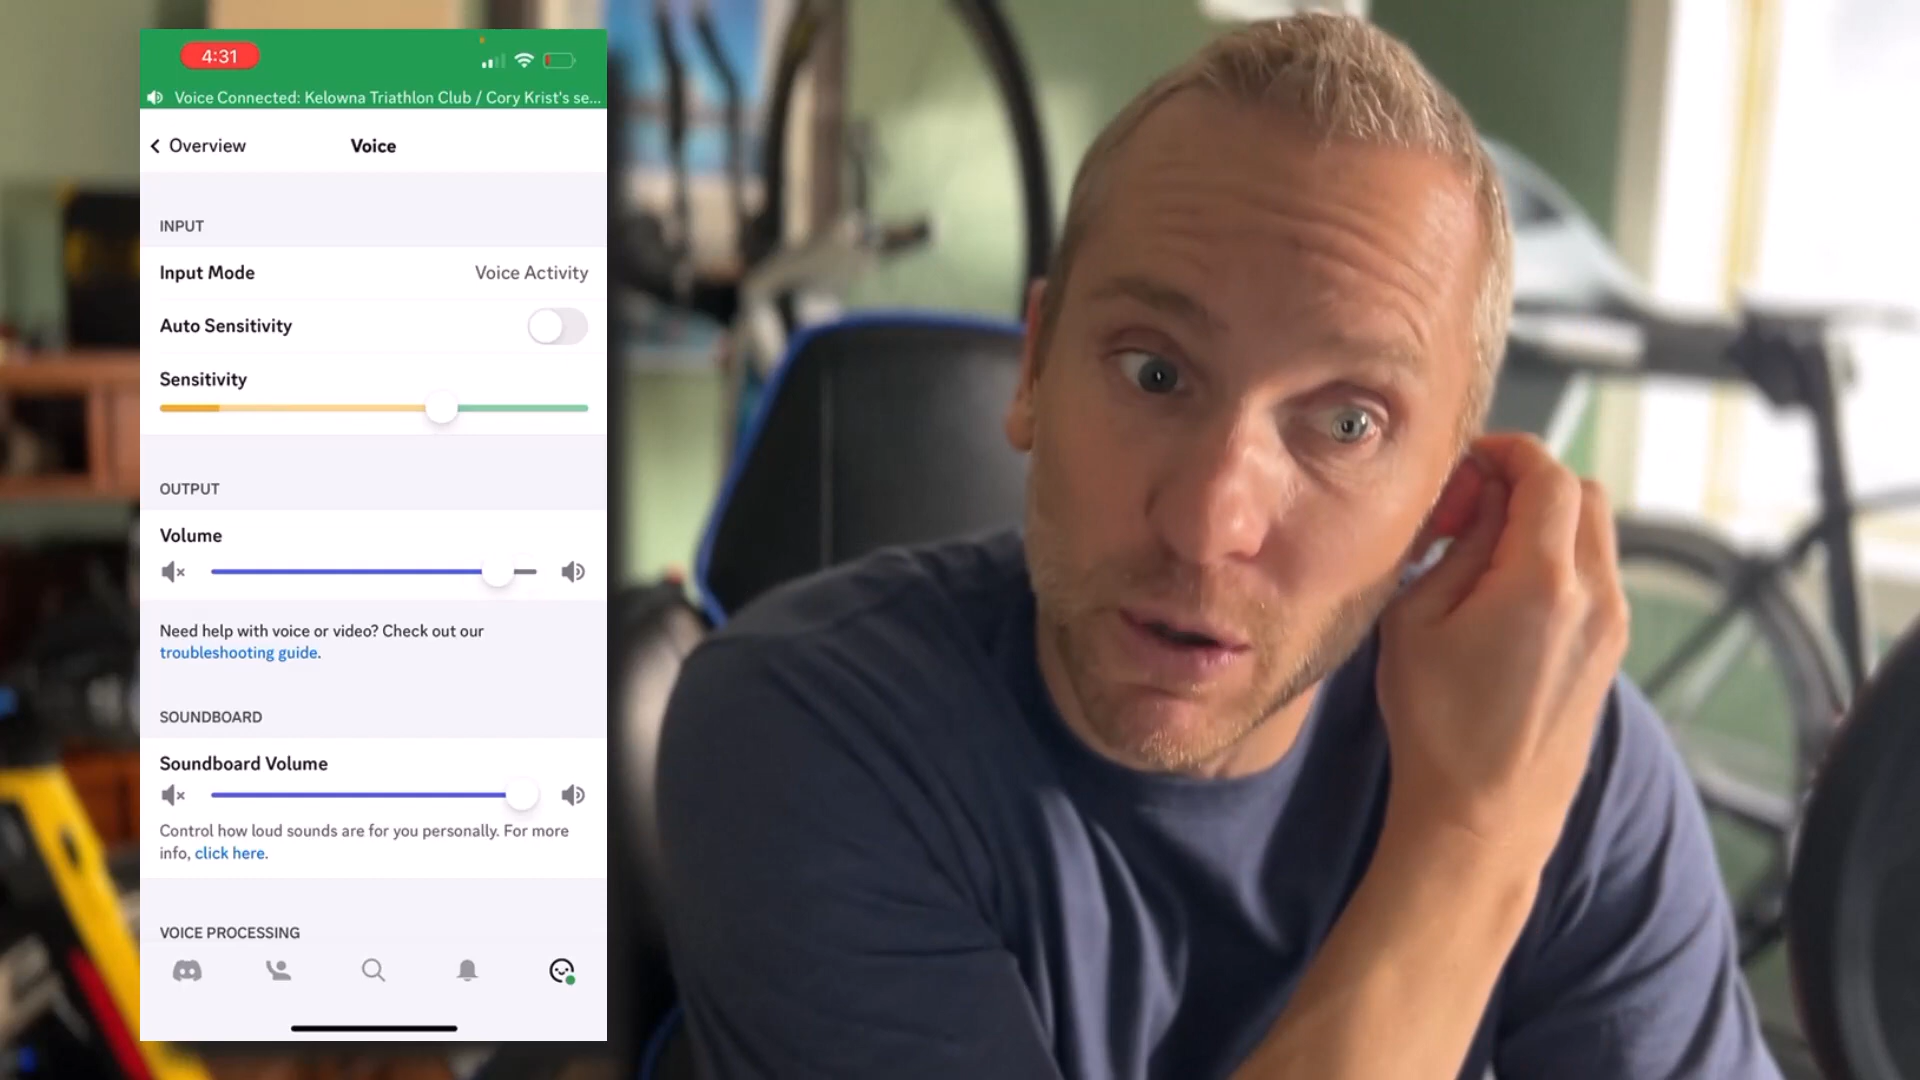 4:31
Voice Connected: Kelowna Triathlon Club / Cory Krist's se...
Overview
Voice
INPUT
Input Mode
Voice Activity
Auto Sensitivity
Sensitivity
OUTPUT
Volume
Need help with voice or video? Check out our
troubleshooting guide.
SOUNDBOARD
Soundboard Volume
Control how loud sounds are for you personally. For more
info, click here.
VOICE PROCESSING